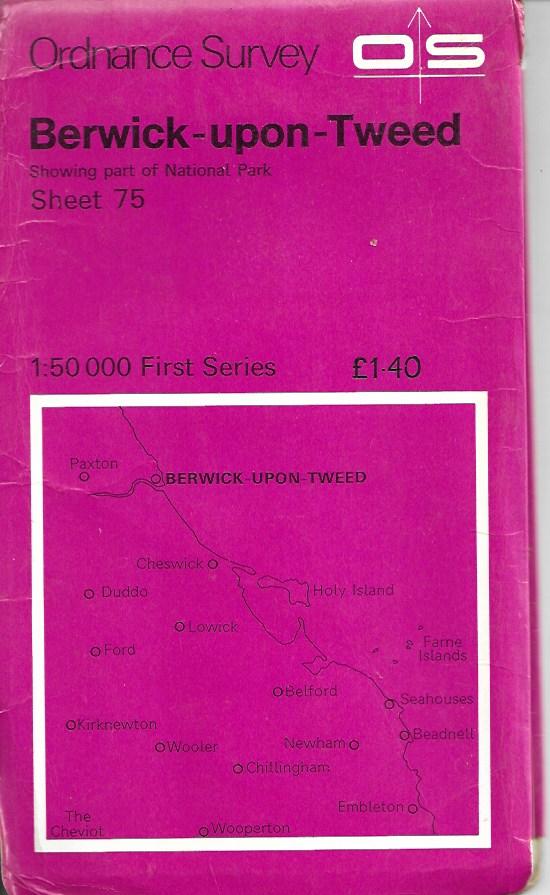 Ordnance Survey OS
Berwick-upon-Tweed
Showing part of National Park
Sheet 75
1:50 000 First Series £1·40
Paxton
BERWICK-UPON-TWEED
Cheswick
Duddo
Holy Island
Lowick
Ford
Farne
Islands
Belford
Seahouses
Kirknewton
Beadnell
Wooler
Newham
Chillingham
Embleton
The
Cheviot
Wooperton